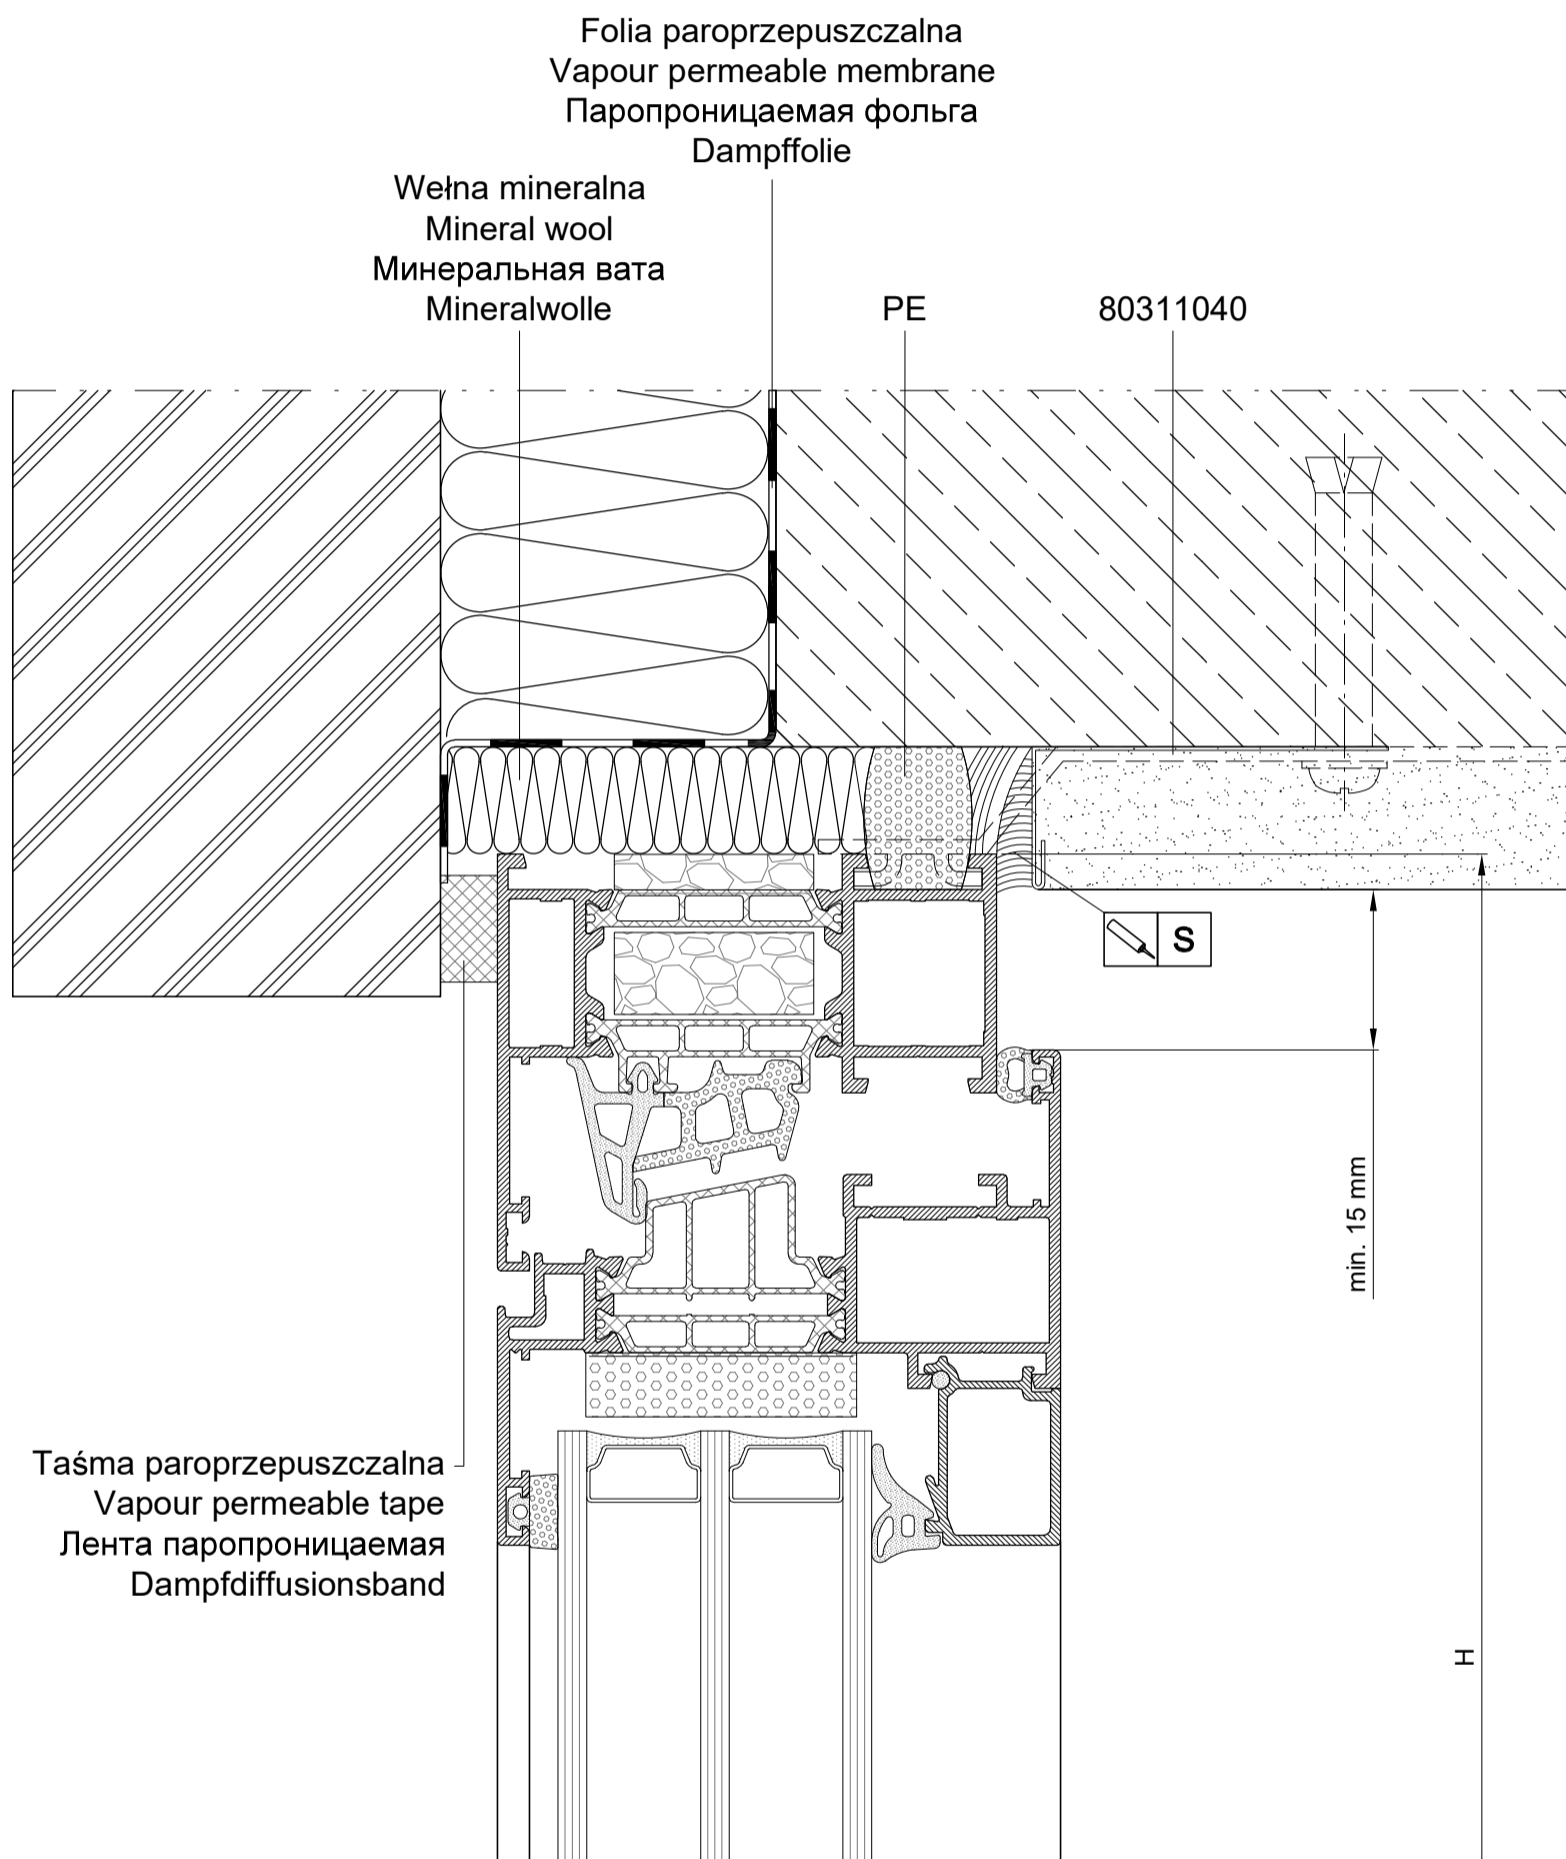 Folia paroprzepuszczalna
Vapour permeable membrane
Паропроницаемая фольга
Dampffolie
Wełna mineralna
Mineral wool
Минеральная вата
Mineralwolle
PE
80311040
S
min. 15 mm
H
Taśma paroprzepuszczalna
Vapour permeable tape
Лента паропроницаемая
Dampfdiffusionsband